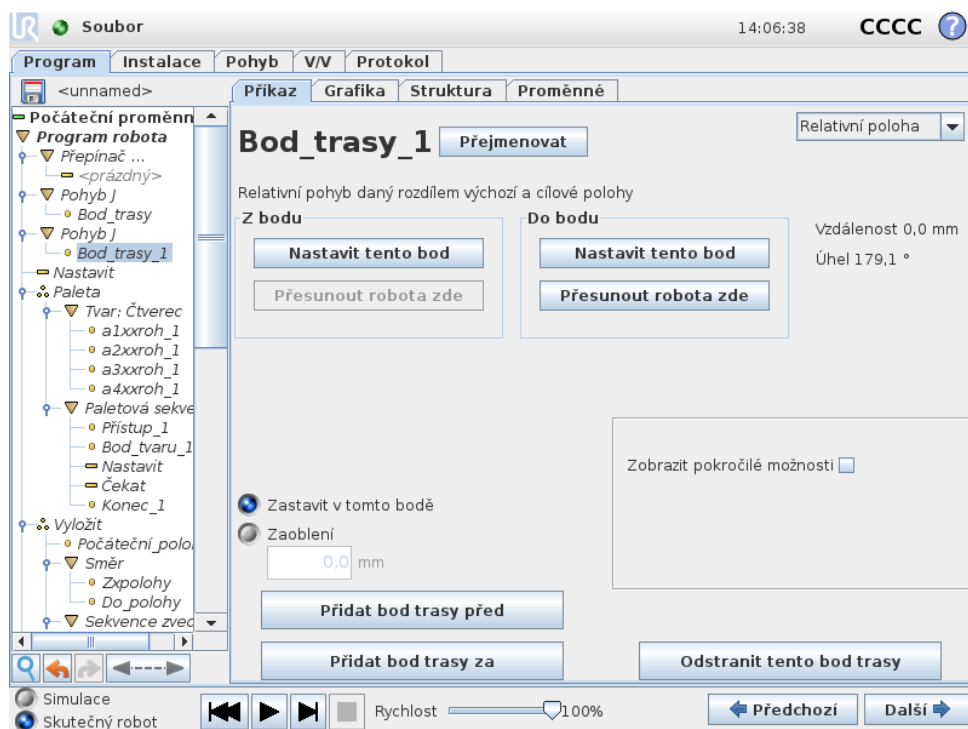 UR Soubor 14:06:38 CCCC ?
Program Instalace Pohyb V/V Protokol
<unnamed>
Příkaz Grafika Struktura Proměnné
Počáteční proměnn
Program robota
Přepínač ...
<prázdný>
Pohyb J
Bod_trasy
Pohyb J
Bod_trasy_1
Nastavit
Paleta
Tvar: Čtverec
a1xxroh_1
a2xxroh_1
a3xxroh_1
a4xxroh_1
Paletová sekve
Přístup_1
Bod_tvaru_1
Nastavit
Čekat
Konec_1
Vyložit
Počáteční_polo
Směr
Zxpolohy
Do_polohy
Sekvence zved
Bod_trasy_1 Přejmenovat
Relativní poloha
Relativní pohyb daný rozdílem výchozí a cílové polohy
Z bodu
Nastavit tento bod
Přesunout robota zde
Do bodu
Nastavit tento bod
Přesunout robota zde
Vzdálenost 0,0 mm
Úhel 179,1 °
Zobrazit pokročilé možnosti
Zastavit v tomto bodě
Zaoblení
0,0 mm
Přidat bod trasy před
Přidat bod trasy za
Odstranit tento bod trasy
Simulace
Skutečný robot
Rychlost 100%
Předchozí Další